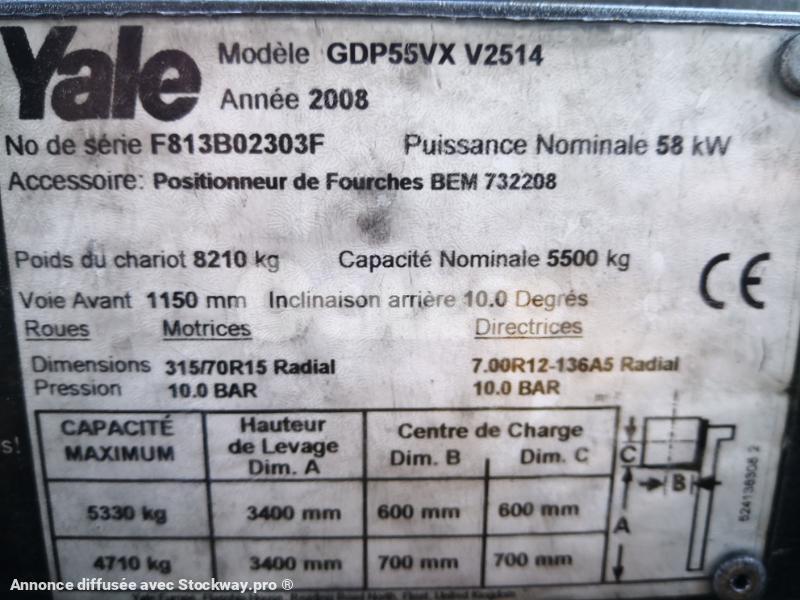 Yale
Modèle GDP55VX V2514
Année 2008
No de série F813B02303F Puissance Nominale 58 kW
Accessoire: Positionneur de Fourches BEM 732208
Poids du chariot 8210 kg Capacité Nominale 5500 kg
CE
Voie Avant 1150 mm Inclinaison arrière 10.0 Degrés
Roues Motrices Directrices
Dimensions 315/70R15 Radial 7.00R12-136A5 Radial
Pression 10.0 BAR 10.0 BAR
CAPACITÉ MAXIMUM Hauteur de Levage Dim. A Centre de Charge Dim. B Dim. C
5330 kg 3400 mm 600 mm 600 mm
4710 kg 3400 mm 700 mm 700 mm
C
B
A
s!
Annonce diffusée avec Stockway.pro ®